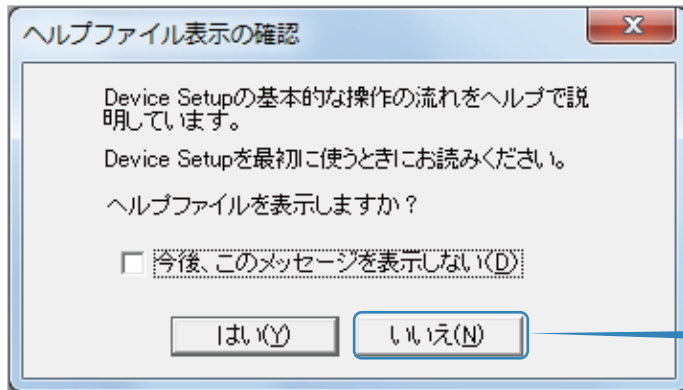 ヘルプファイル表示の確認
Device Setupの基本的な操作の流れをヘルプで説
明しています。
Device Setupを最初に使うときにお読みください。
ヘルプファイルを表示しますか？
今後、このメッセージを表示しない(D)
はい(Y) いいえ(N)